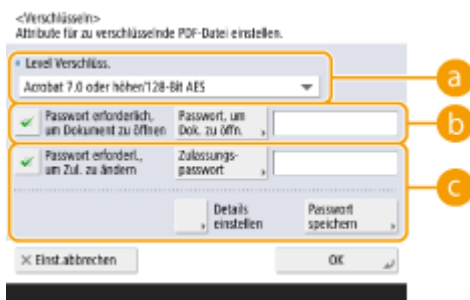 <Verschlüsseln>
Attribute für zu verschlüsselnde PDF-Datei einstellen.
Level Verschlüss.
Acrobat 7.0 oder höher/128-Bit AES
a
Passwort erforderlich, um Dokument zu öffnen
Passwort, um Dok. zu öffn.
b
Passwort erforderl., um Zul. zu ändern
Zulassungs-
passwort
c
Details einstellen
Passwort speichern
× Einst.abbrechen
OK